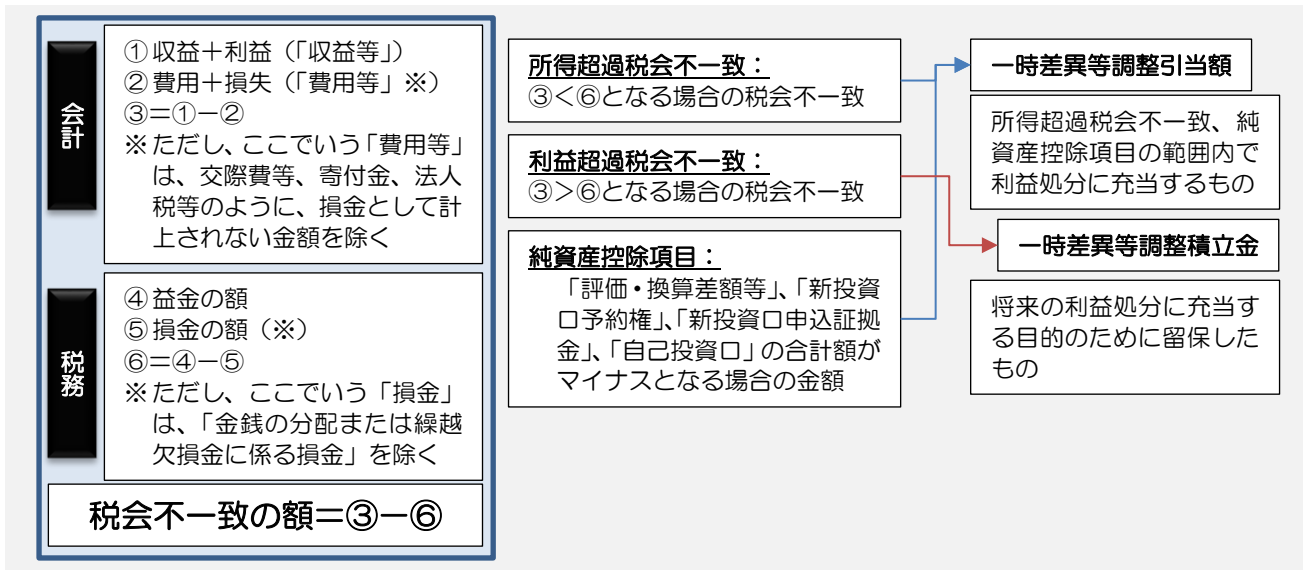 会計
①収益＋利益（「収益等」）
②費用＋損失（「費用等」※）
③＝①－②
※ただし、ここでいう「費用等」
は、交際費等、寄付金、法人
税等のように、損金として計
上されない金額を除く
税務
④益金の額
⑤損金の額（※）
⑥＝④－⑤
※ただし、ここでいう「損金」
は、「金銭の分配または繰越
欠損金に係る損金」を除く
税会不一致の額＝③－⑥
所得超過税会不一致：
③＜⑥となる場合の税会不一致
利益超過税会不一致：
③＞⑥となる場合の税会不一致
純資産控除項目：
「評価・換算差額等」、「新投資
口予約権」、「新投資口申込証拠
金」、「自己投資口」の合計額が
マイナスとなる場合の金額
一時差異等調整引当額
所得超過税会不一致、純
資産控除項目の範囲内で
利益処分に充当するもの
一時差異等調整積立金
将来の利益処分に充当す
る目的のために留保した
もの